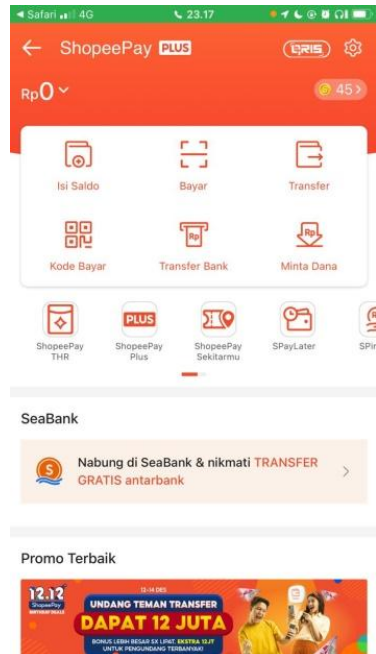 Safari 4G 23.17
ShopeePay PLUS QRIS
Rp0 45
Isi Saldo Bayar Transfer
Rp Rp
Kode Bayar Transfer Bank Minta Dana
PLUS
ShopeePay THR ShopeePay Plus ShopeePay Sekitarmu SPayLater
SeaBank
Nabung di SeaBank & nikmati TRANSFER
GRATIS antarbank
Promo Terbaik
12.12
ShopeePay
12-14 DES
UNDANG TEMAN TRANSFER
DAPAT 12 JUTA
BONUS LEBIH BESAR 5X LIPAT, EKSTRA 12JT
UNTUK PENGUNDANG TERBANYAK!